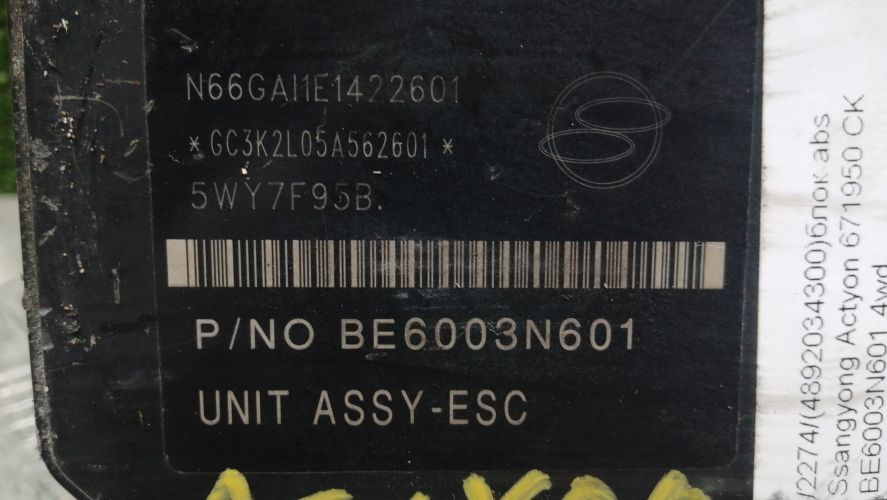 N66GAI1E1422601
*GC3K2L05A562601*
5WY7F95B.
P/NO BE6003N601
UNIT ASSY-ESC
/2274/(4892034300)блок abs
Ssangyong Actyon 671950 CK
BE6003N601 4wd